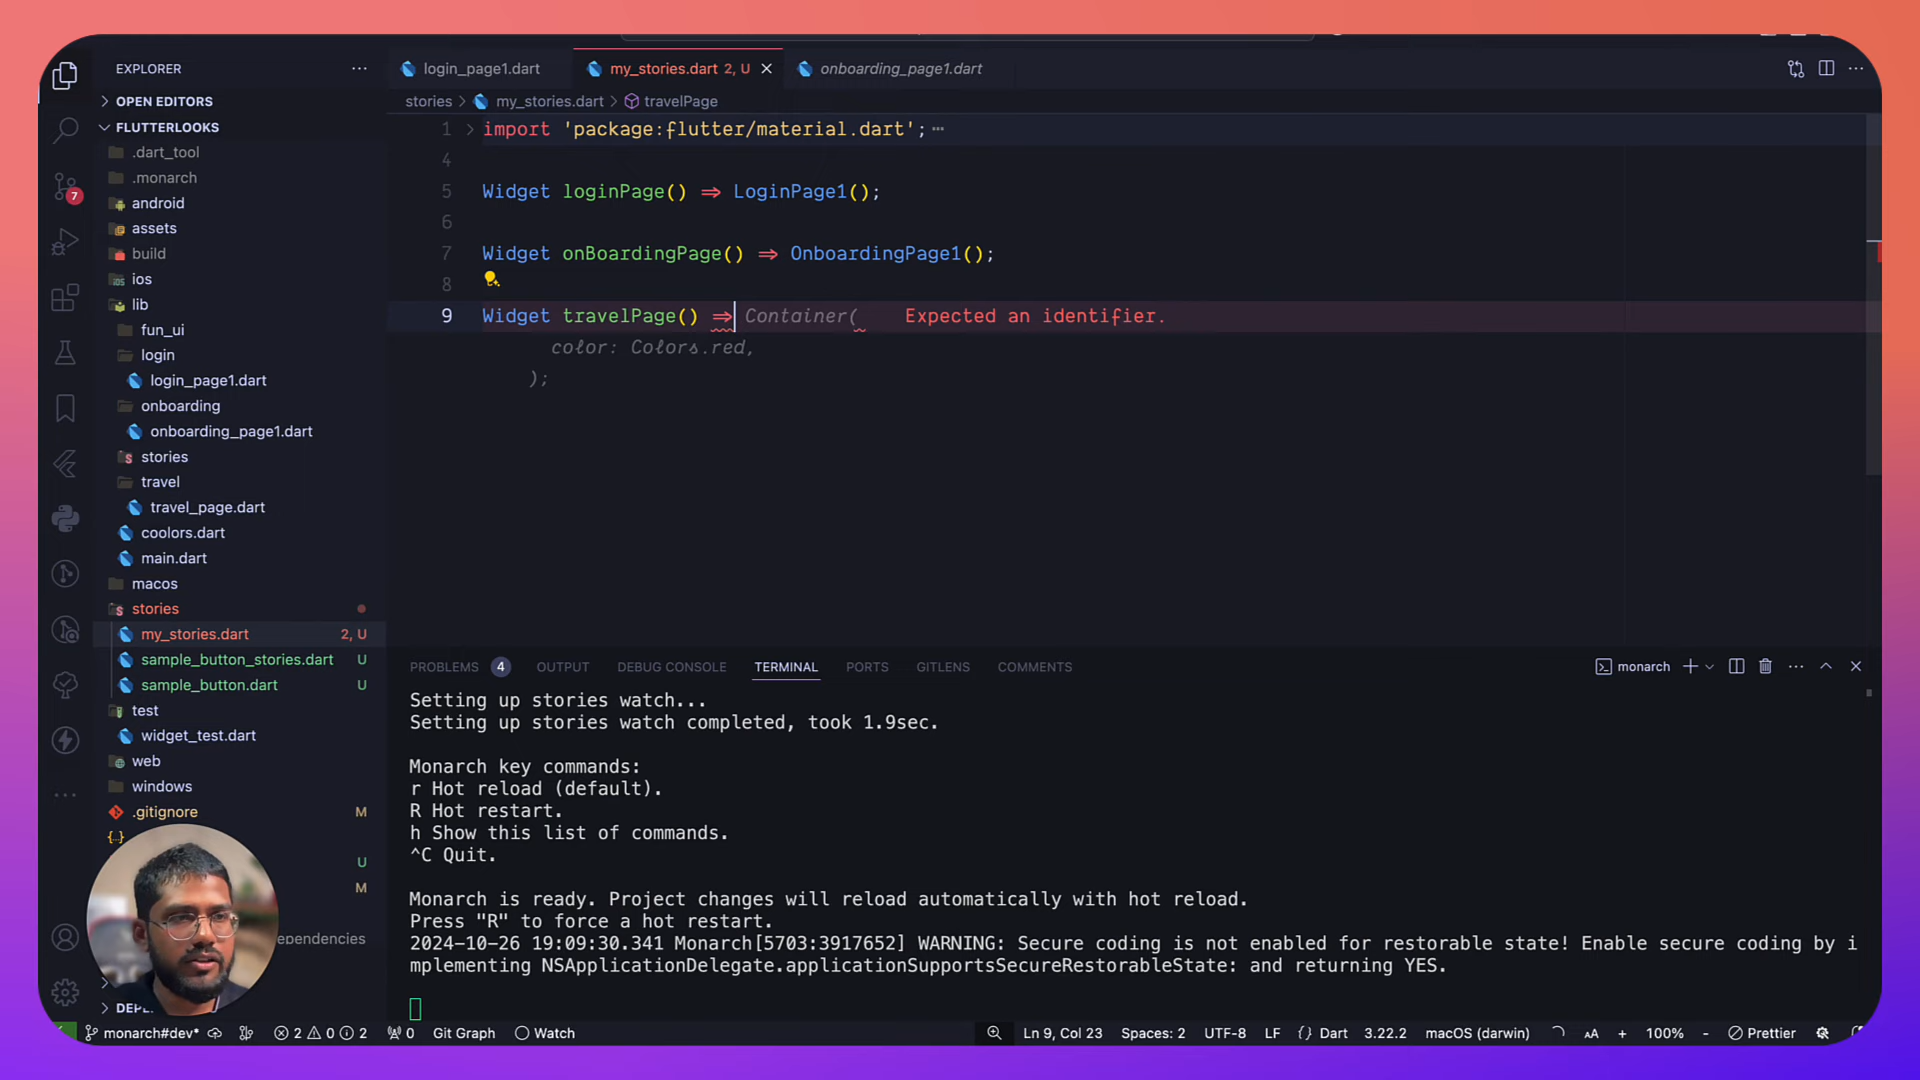 EXPLORER
OPEN EDITORS
FLUTTERLOOKS
.dart_tool
.monarch
android
assets
build
ios
lib
fun_ui
login
login_page1.dart
onboarding
onboarding_page1.dart
stories
travel
travel_page.dart
coolors.dart
main.dart
macos
stories
my_stories.dart 2, U
sample_button_stories.dart U
sample_button.dart U
test
widget_test.dart
web
windows
.gitignore M
U
M
ependencies
DEP
7
login_page1.dart
my_stories.dart 2, U
onboarding_page1.dart
stories > my_stories.dart > travelPage
1 import 'package:flutter/material.dart';
4
5 Widget loginPage() => LoginPage1();
6
7 Widget onBoardingPage() => OnboardingPage1();
8
9 Widget travelPage() => Container( Expected an identifier.
color: Colors.red,
);
PROBLEMS 4 OUTPUT DEBUG CONSOLE TERMINAL PORTS GITLENS COMMENTS
monarch
Setting up stories watch...
Setting up stories watch completed, took 1.9sec.
Monarch key commands:
r Hot reload (default).
R Hot restart.
h Show this list of commands.
^C Quit.
Monarch is ready. Project changes will reload automatically with hot reload.
Press "R" to force a hot restart.
2024-10-26 19:09:30.341 Monarch[5703:3917652] WARNING: Secure coding is not enabled for restorable state! Enable secure coding by i
mplementing NSApplicationDelegate.applicationSupportsSecureRestorableState: and returning YES.
monarch#dev* 2 0 2 0 Git Graph Watch Ln 9, Col 23 Spaces: 2 UTF-8 LF {} Dart 3.22.2 macOS (darwin) AA + 100% - Prettier